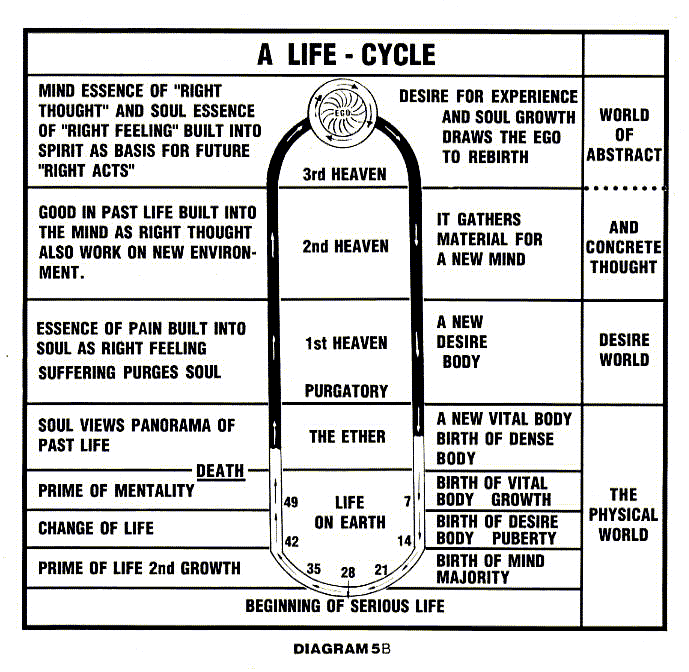 A LIFE - CYCLE
MIND ESSENCE OF "RIGHT
THOUGHT" AND SOUL ESSENCE
OF "RIGHT FEELING" BUILT INTO
SPIRIT AS BASIS FOR FUTURE
"RIGHT ACTS"
EGO
3rd HEAVEN
DESIRE FOR EXPERIENCE
AND SOUL GROWTH
DRAWS THE EGO
TO REBIRTH
WORLD
OF
ABSTRACT
GOOD IN PAST LIFE BUILT INTO
THE MIND AS RIGHT THOUGHT
ALSO WORK ON NEW ENVIRON-
MENT.
2nd HEAVEN
IT GATHERS
MATERIAL FOR
A NEW MIND
AND
CONCRETE
THOUGHT
ESSENCE OF PAIN BUILT INTO
SOUL AS RIGHT FEELING
SUFFERING PURGES SOUL
1st HEAVEN
PURGATORY
A NEW
DESIRE
BODY
DESIRE
WORLD
SOUL VIEWS PANORAMA OF
PAST LIFE
THE ETHER
A NEW VITAL BODY
BIRTH OF DENSE
BODY
DEATH
PRIME OF MENTALITY
49
LIFE
ON EARTH
7
BIRTH OF VITAL
BODY GROWTH
THE
PHYSICAL
WORLD
CHANGE OF LIFE
42
14
BIRTH OF DESIRE
BODY PUBERTY
PRIME OF LIFE 2nd GROWTH
35
28
21
BIRTH OF MIND
MAJORITY
BEGINNING OF SERIOUS LIFE
DIAGRAM 5B